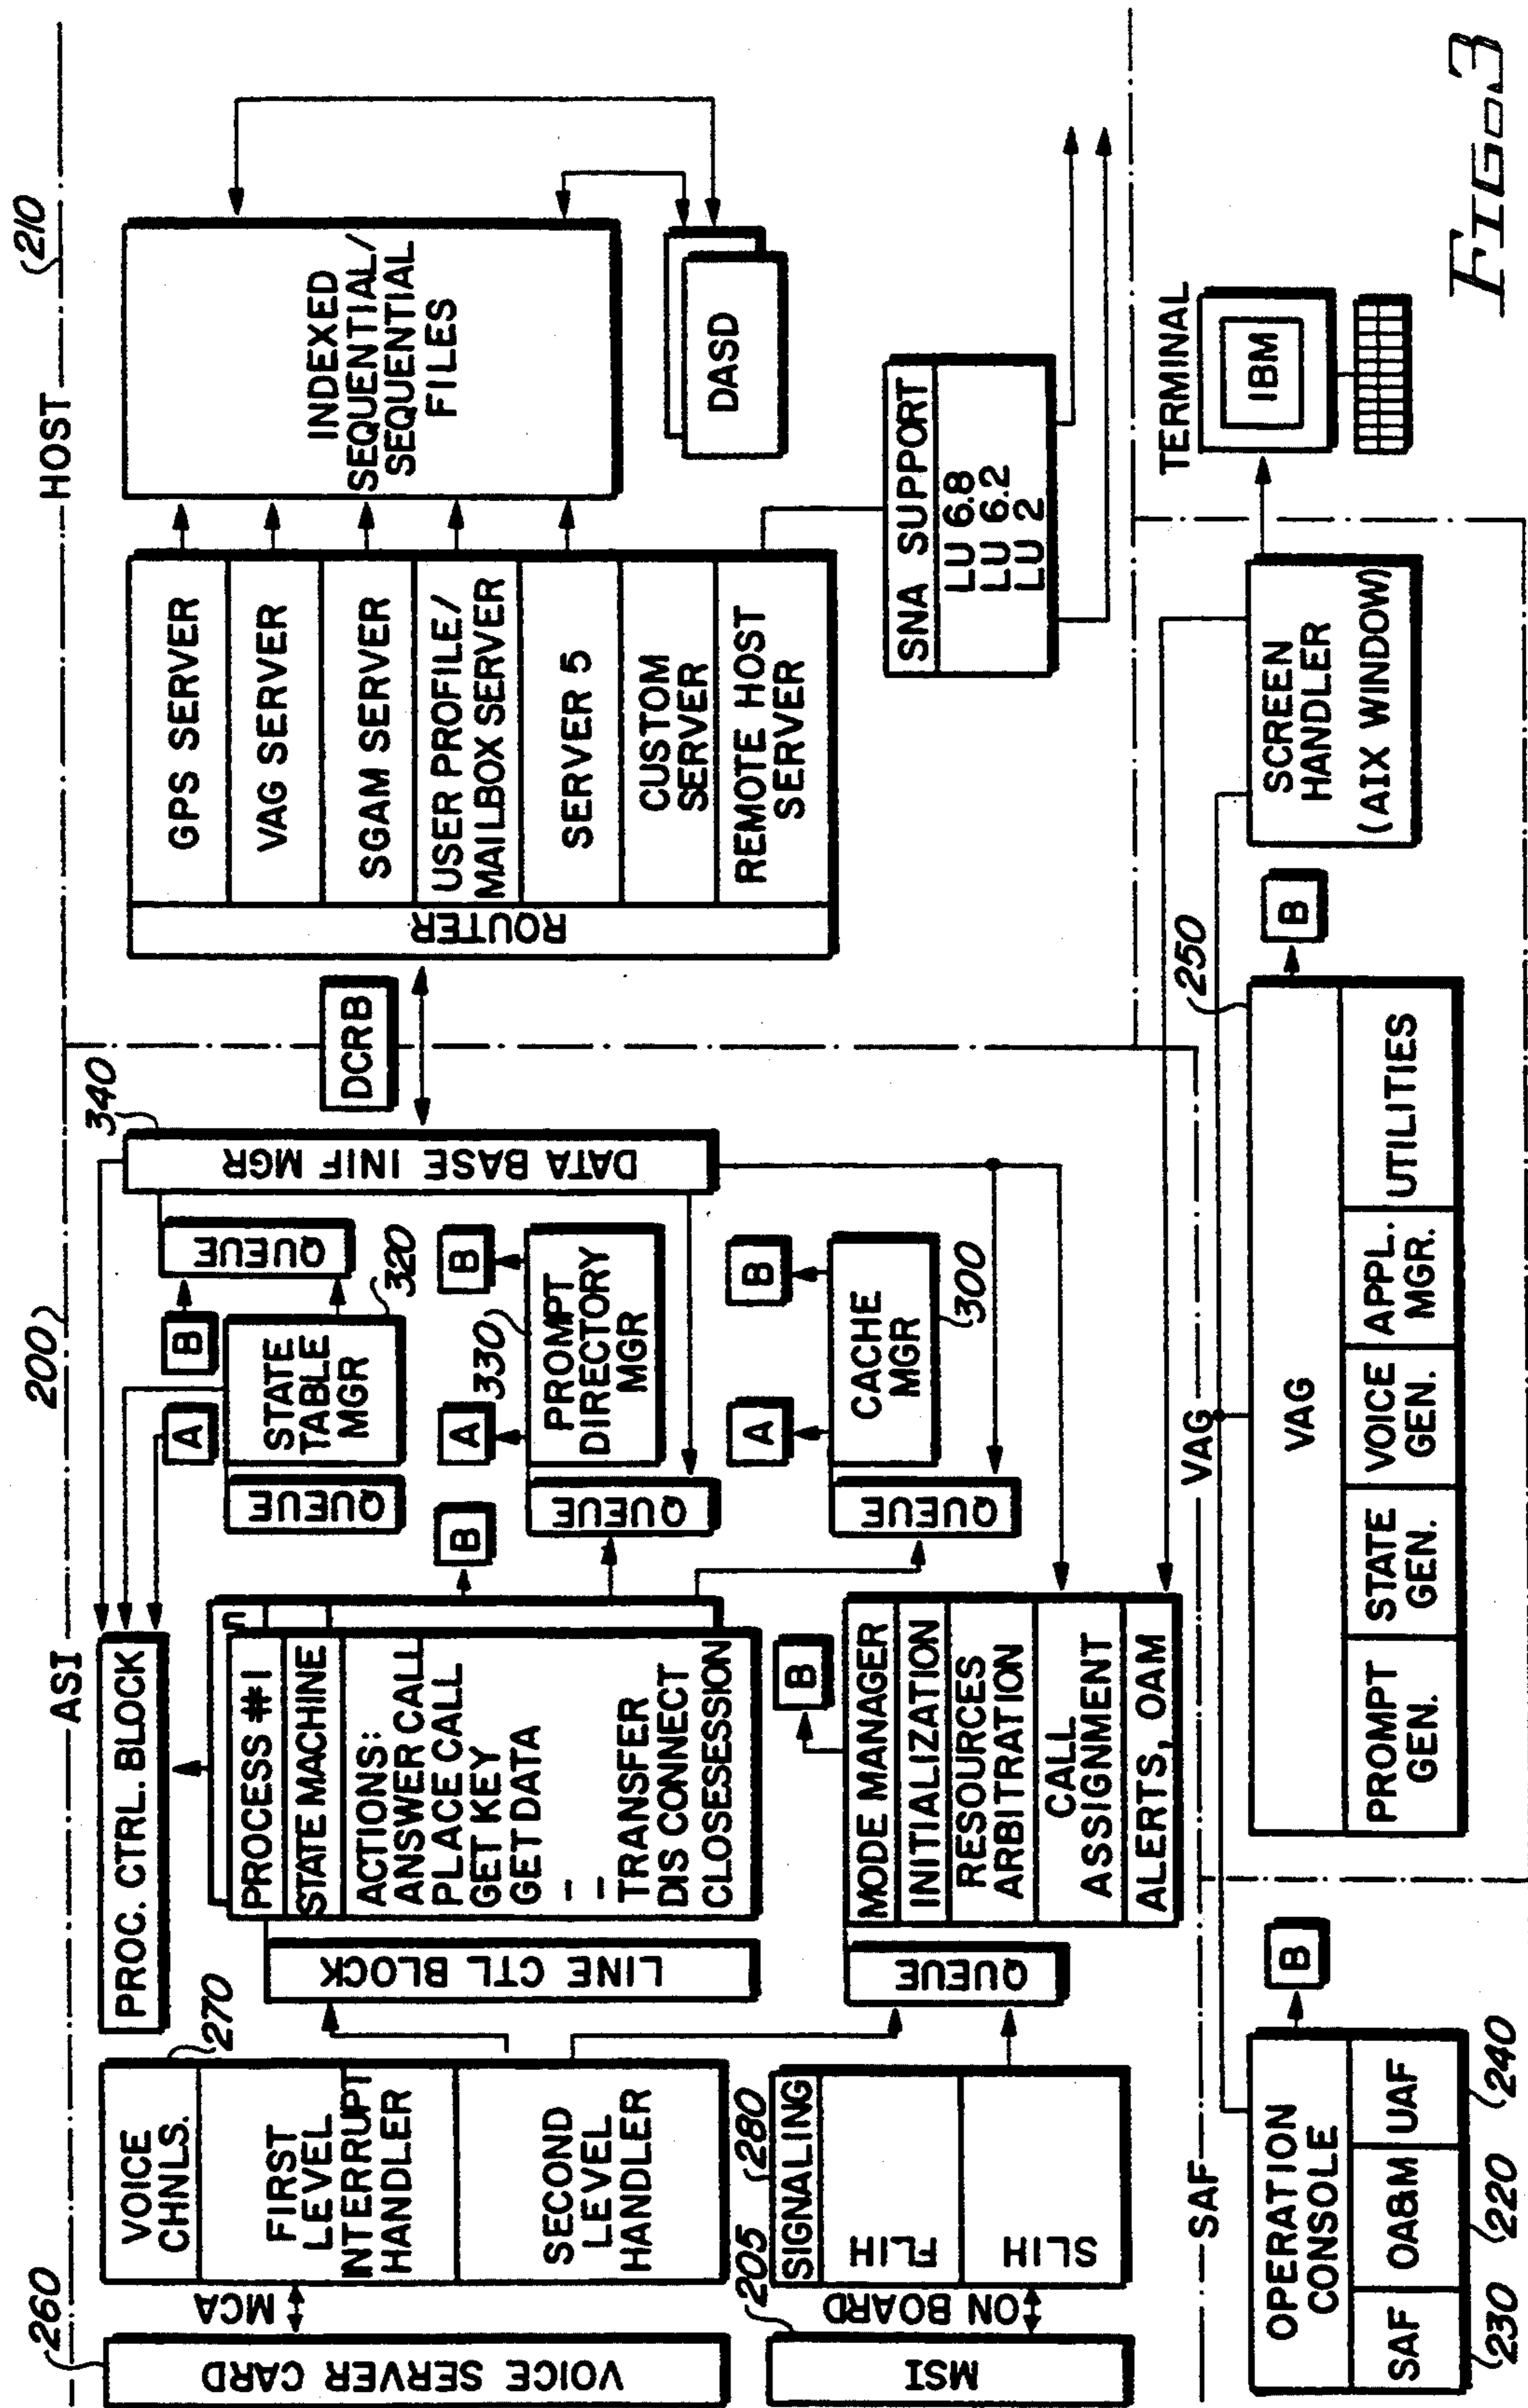 200
ASI
HOST
210
260
VOICE SERVER CARD
MCA
270
VOICE
CHNLS.
FIRST
LEVEL
INTERRUPT
HANDLER
SECOND
LEVEL
HANDLER
PROC. CTRL. BLOCK
LINE CTL BLOCK
n
PROCESS #1
STATE MACHINE
ACTIONS:
ANSWER CALL
PLACE CALL
GET KEY
GET DATA
–
–
TRANSFER
DIS CONNECT
CLOSESESSION
B
A
B
QUEUE
STATE
TABLE
MGR
320
QUEUE
340
DATA BASE INIF MGR
A
330
B
QUEUE
PROMPT
DIRECTORY
MGR
A
B
QUEUE
CACHE
MGR
300
DCRB
ROUTER
GPS SERVER
VAG SERVER
SGAM SERVER
USER PROFILE/
MAILBOX SERVER
SERVER 5
CUSTOM
SERVER
REMOTE HOST
SERVER
INDEXED
SEQUENTIAL/
SEQUENTIAL
FILES
DASD
SNA SUPPORT
LU 6.8
LU 6.2
LU 2
205
MSI
ON BOARD
280
SIGNALING
FLIH
SLIH
QUEUE
B
MODE MANAGER
INITIALIZATION
RESOURCES
ARBITRATION
CALL
ASSIGNMENT
ALERTS, OAM
SAF
OPERATION
CONSOLE
SAF
OA&M
UAF
230
220
240
B
VAG
250
VAG
PROMPT
GEN.
STATE
GEN.
VOICE
GEN.
APPL.
MGR.
UTILITIES
B
SCREEN
HANDLER
(AIX WINDOW)
TERMINAL
IBM
FIG.3